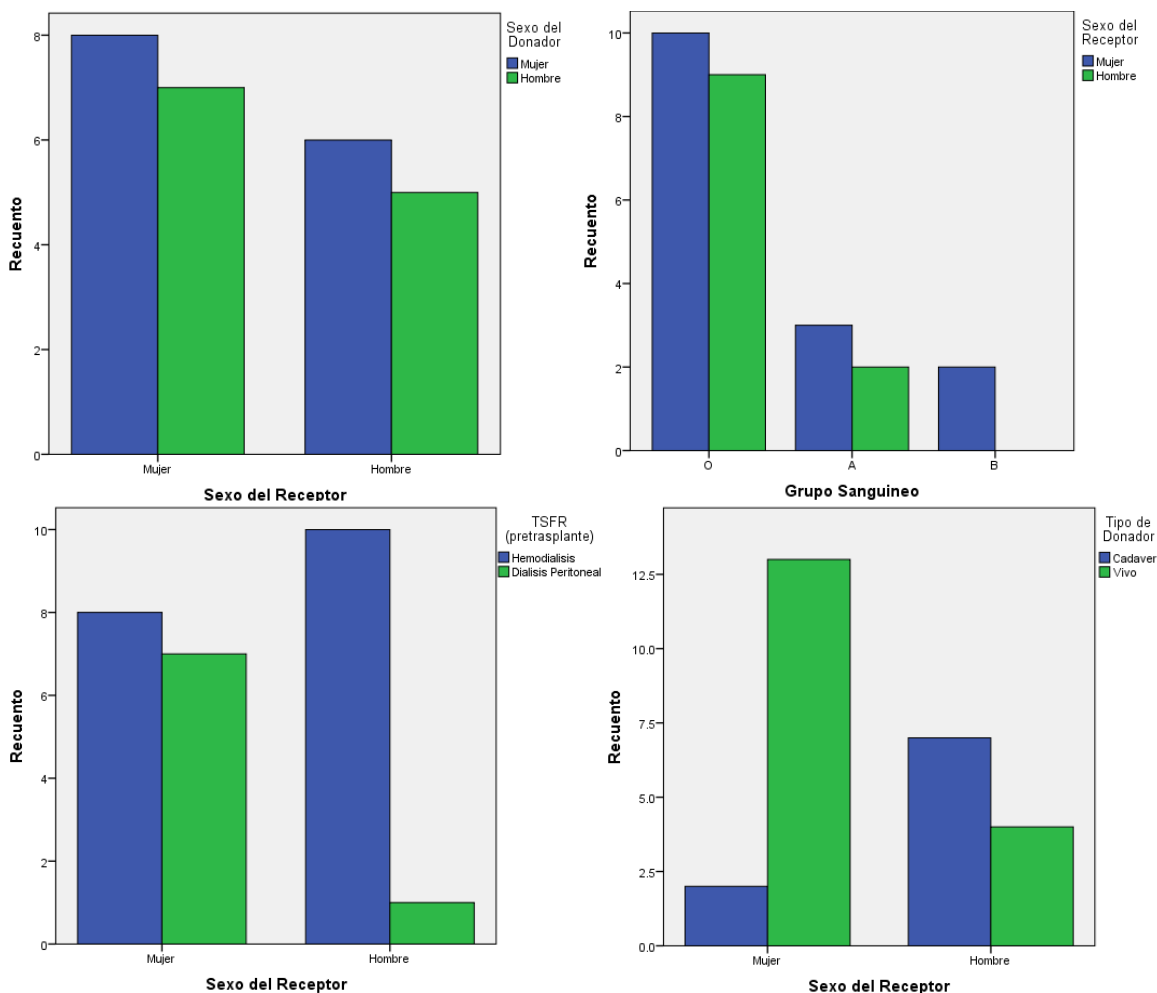 Sexo del
Donador
Mujer
Hombre
Recuento
8
6
4
2
0
Mujer Hombre
Sexo del Receptor
Sexo del
Receptor
Mujer
Hombre
Recuento
10
8
6
4
2
0
O A B
Grupo Sanguineo
TSFR
(pretrasplante)
Hemodialisis
Dialisis Peritoneal
Recuento
10
8
6
4
2
0
Mujer Hombre
Sexo del Receptor
Tipo de
Donador
Cadaver
Vivo
Recuento
12.5
10.0
7.5
5.0
2.5
0.0
Mujer Hombre
Sexo del Receptor